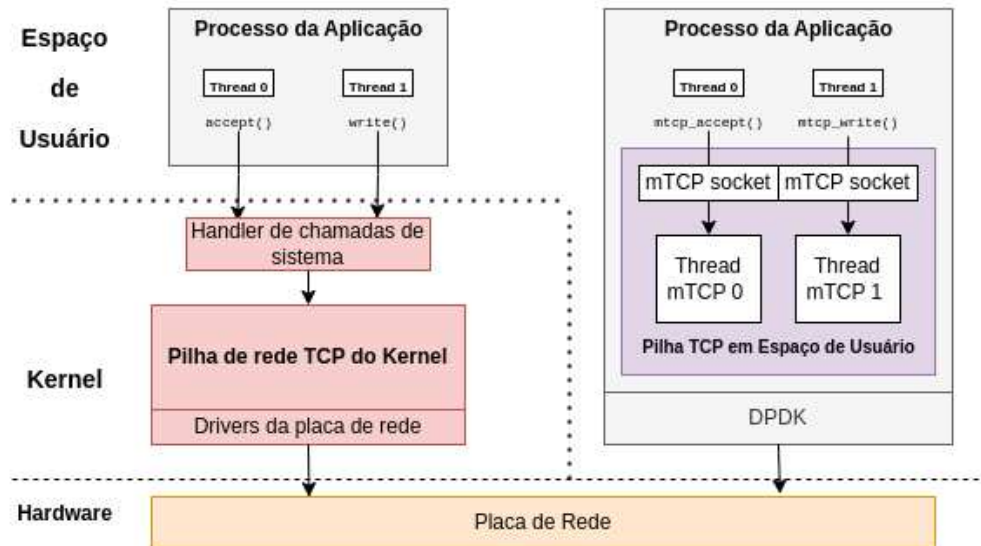 Espaço
de
Usuário
Processo da Aplicação
Thread 0
Thread 1
accept()
write()
Handler de chamadas de
sistema
Kernel
Pilha de rede TCP do Kernel
Drivers da placa de rede
Processo da Aplicação
Thread 0
Thread 1
mtcp_accept()
mtcp_write()
mTCP socket
mTCP socket
Thread
mTCP 0
Thread
mTCP 1
Pilha TCP em Espaço de Usuário
DPDK
Hardware
Placa de Rede